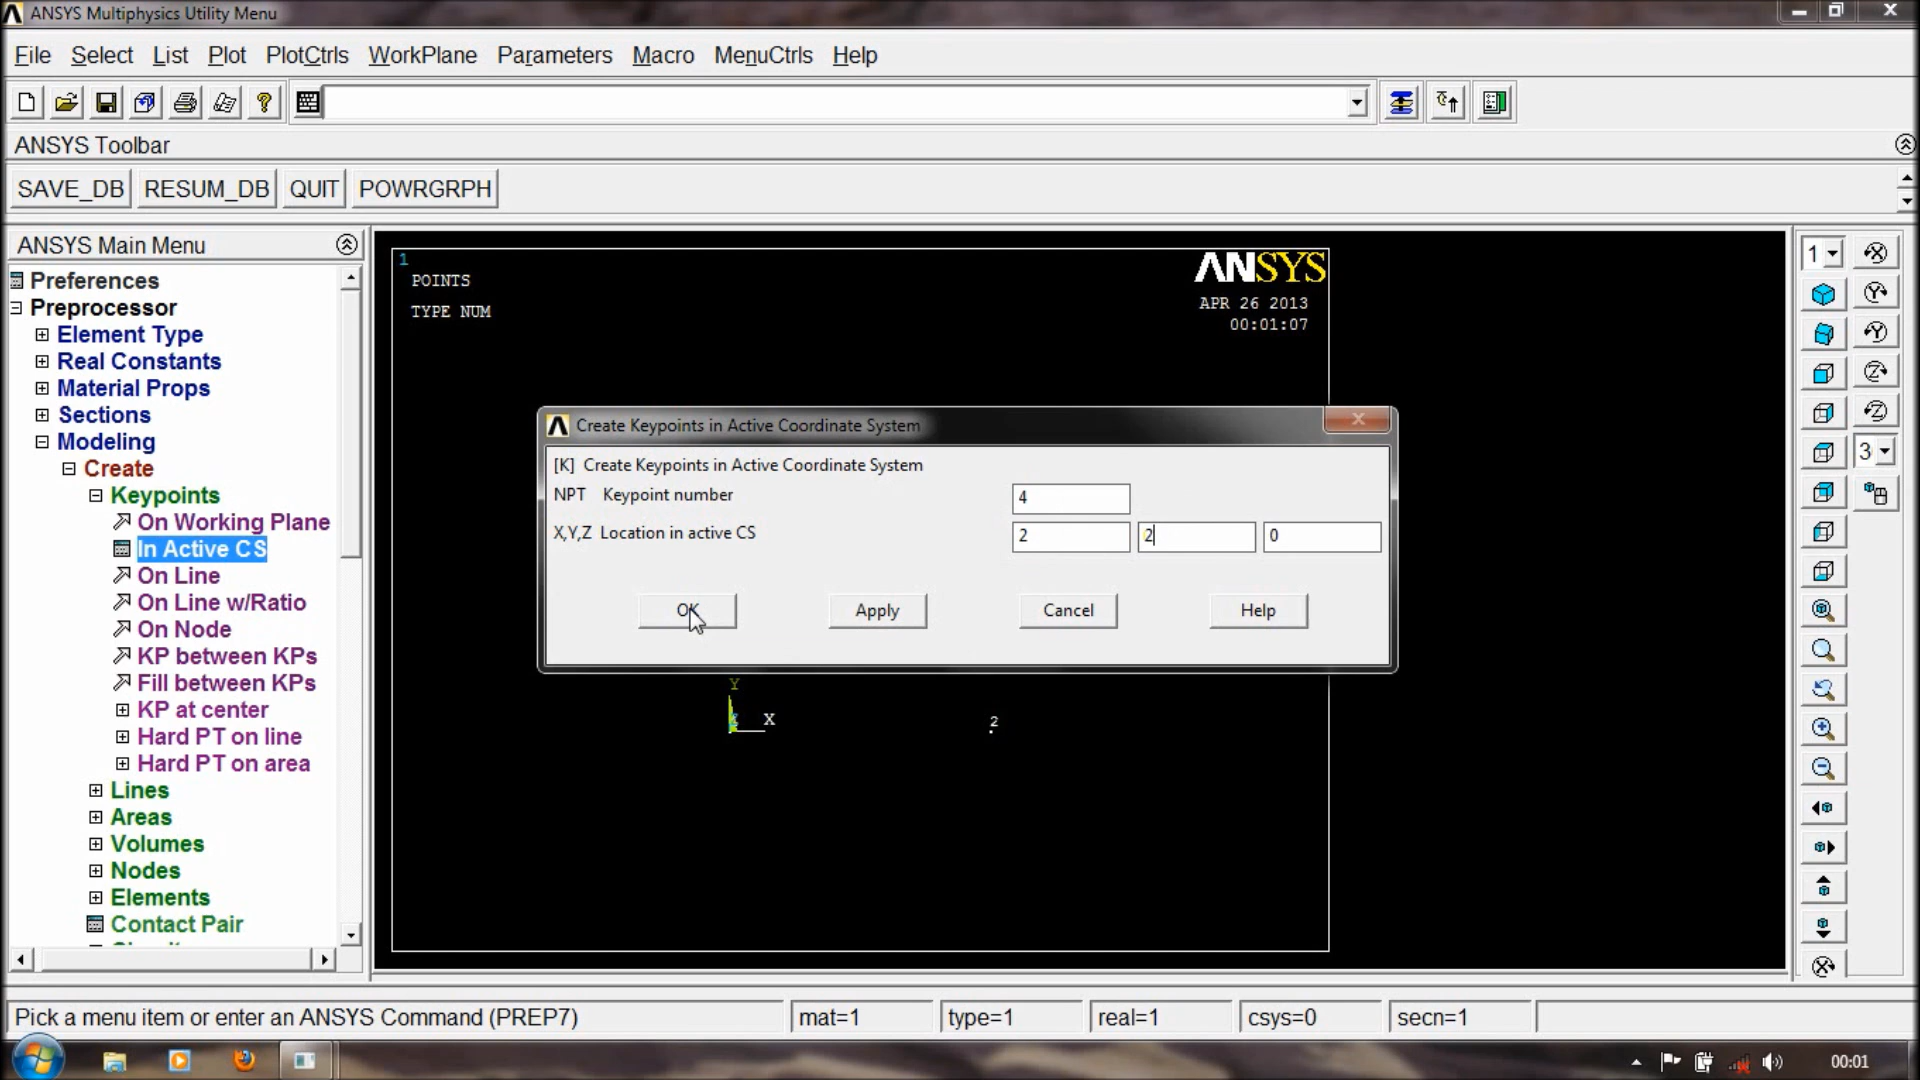 ANSYS Multiphysics Utility Menu
File Select List Plot PlotCtrls WorkPlane Parameters Macro MenuCtrls Help
ANSYS Toolbar
SAVE_DB RESUM_DB QUIT POWRGRPH
ANSYS Main Menu
Preferences
Preprocessor
Element Type
Real Constants
Material Props
Sections
Modeling
Create
Keypoints
On Working Plane
In Active CS
On Line
On Line w/Ratio
On Node
KP between KPs
Fill between KPs
KP at center
Hard PT on line
Hard PT on area
Lines
Areas
Volumes
Nodes
Elements
Contact Pair
1
POINTS
TYPE NUM
ANSYS
APR 26 2013
00:01:07
Create Keypoints in Active Coordinate System
[K] Create Keypoints in Active Coordinate System
NPT Keypoint number 4
X,Y,Z Location in active CS 2 2 0
OK Apply Cancel Help
Y
X
2
1
3
Pick a menu item or enter an ANSYS Command (PREP7) mat=1 type=1 real=1 csys=0 secn=1
00:01